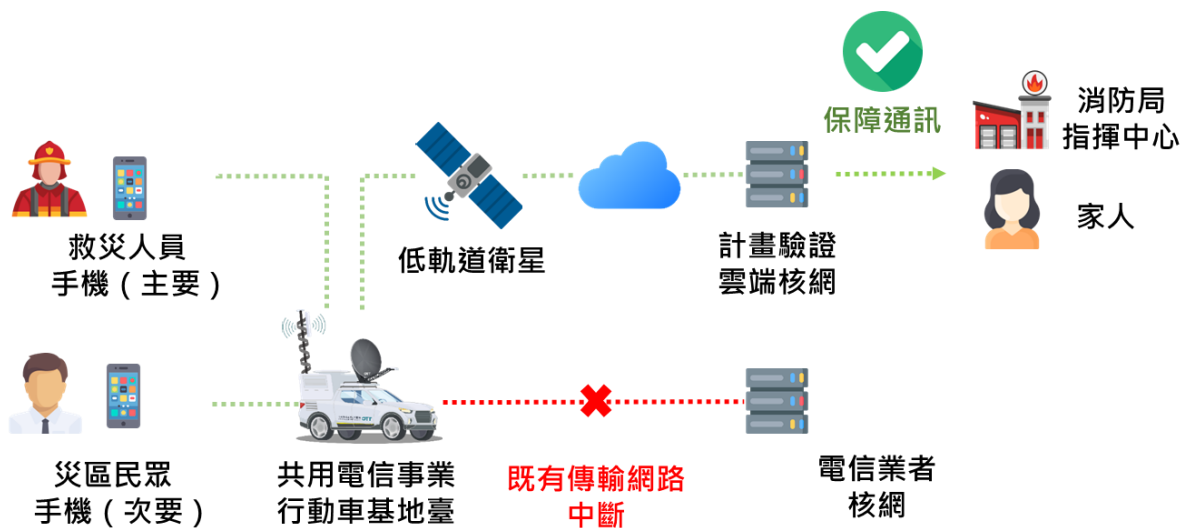 保障通訊
消防局
指揮中心
家人
救災人員
手機（主要）
低軌道衛星
計畫驗證
雲端核網
災區民眾
手機（次要）
共用電信事業
行動車基地臺
既有傳輸網路
中斷
電信業者
核網